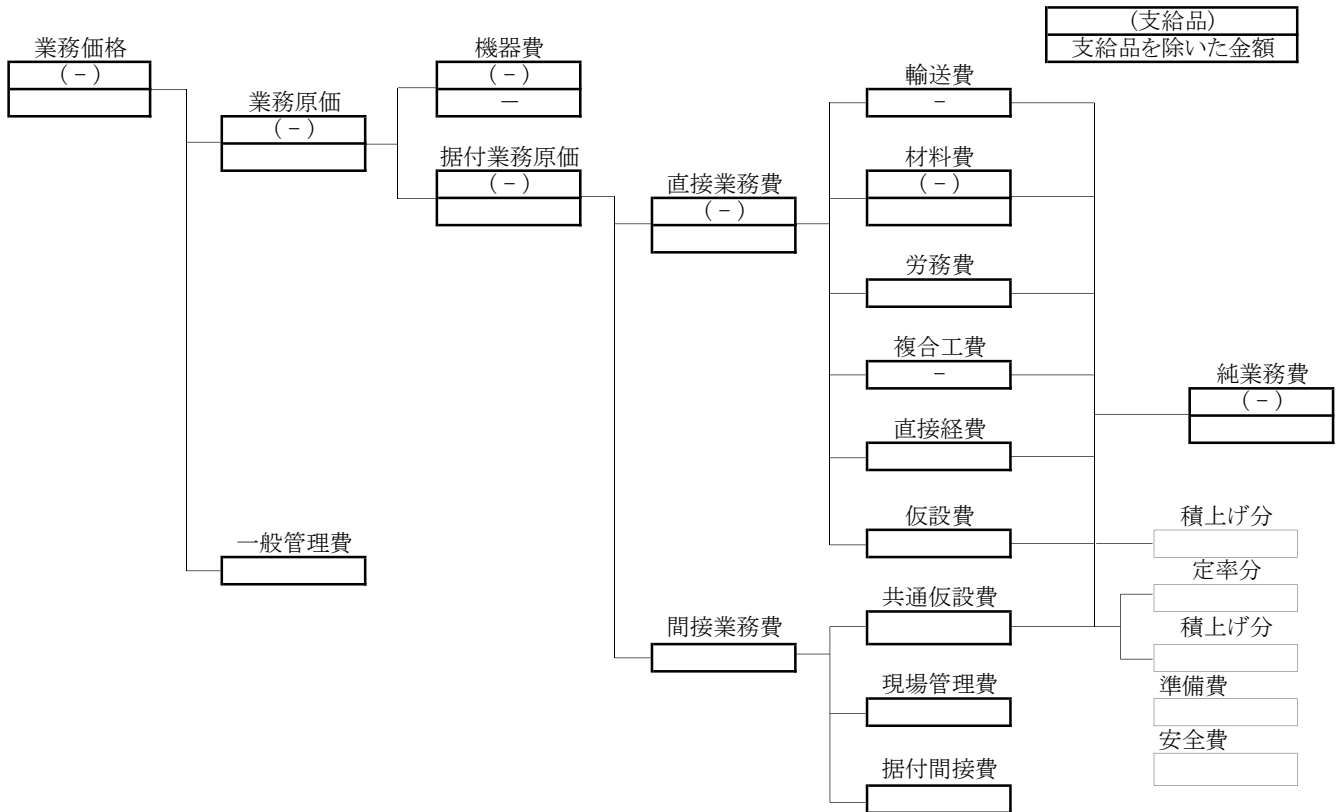 (支給品)
支給品を除いた金額
業務価格
(-)
機器費
(-)
―
輸送費
-
業務原価
(-)
据付業務原価
(-)
材料費
(-)
直接業務費
(-)
労務費
複合工費
-
純業務費
(-)
直接経費
仮設費
積上げ分
一般管理費
定率分
共通仮設費
間接業務費
積上げ分
現場管理費
準備費
安全費
据付間接費